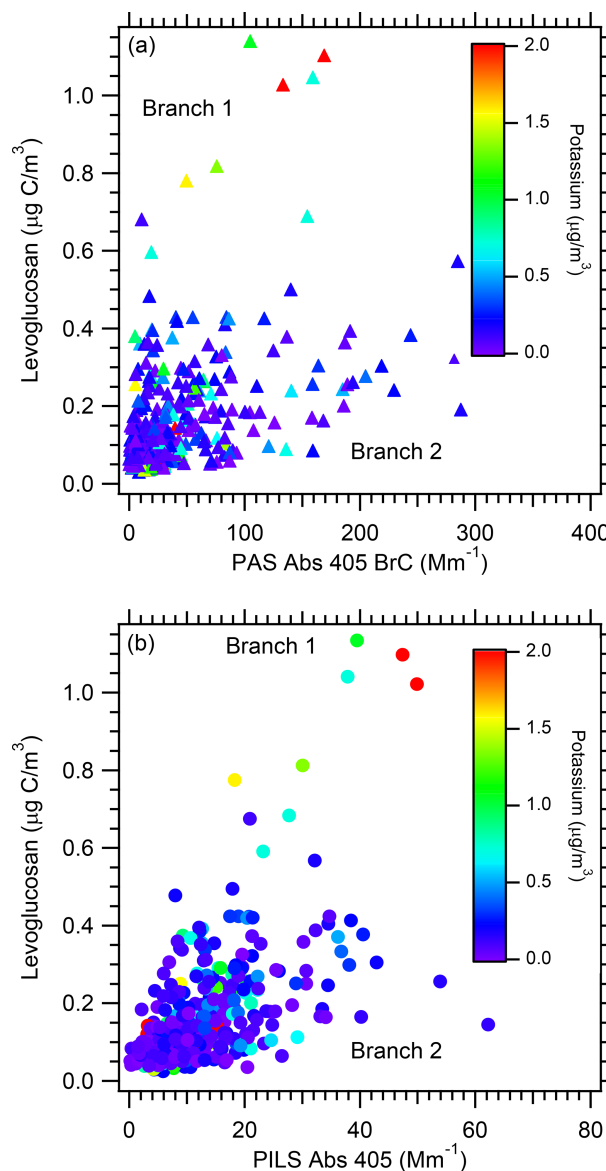 (a)
Branch 1
Branch 2
Levoglucosan (µg C/m³)
1.0
0.8
0.6
0.4
0.2
0.0
0
100
200
300
400
PAS Abs 405 BrC (Mm⁻¹)
2.0
1.5
1.0
0.5
0.0
Potassium (µg/m³)
(b)
Branch 1
Branch 2
Levoglucosan (µg C/m³)
1.0
0.8
0.6
0.4
0.2
0.0
0
20
40
60
80
PILS Abs 405 (Mm⁻¹)
2.0
1.5
1.0
0.5
0.0
Potassium (µg/m³)